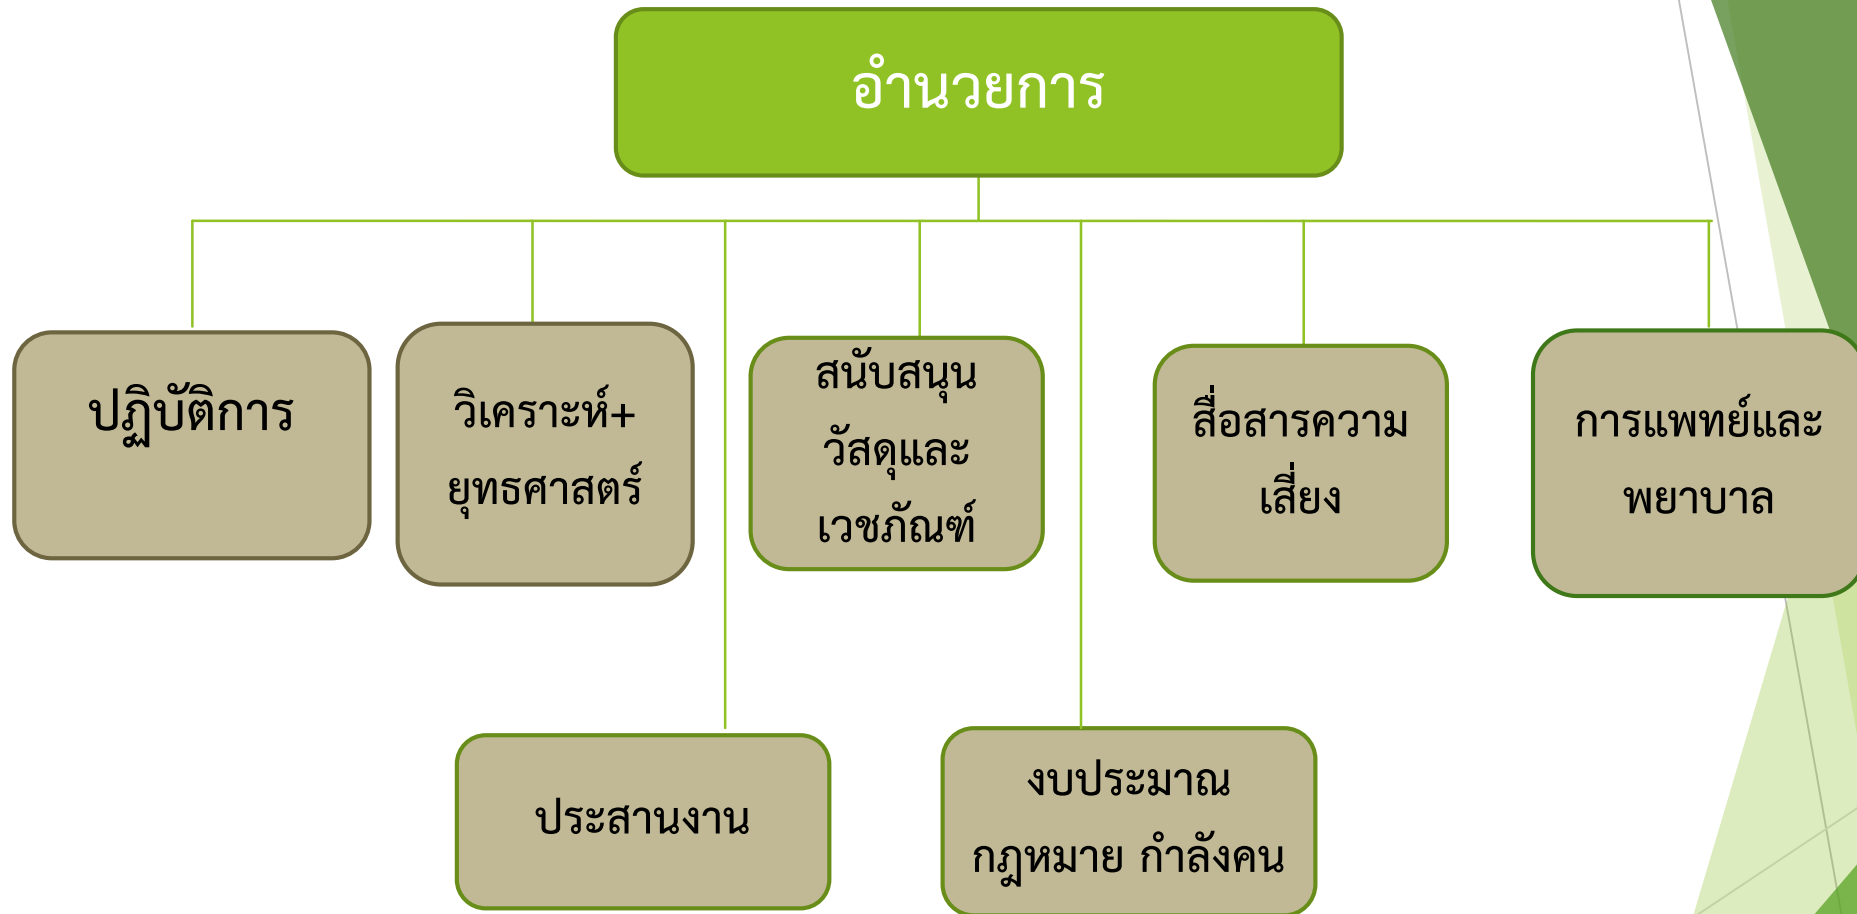 อำนวยการ
ปฏิบัติการ
วิเคราะห์+
ยุทธศาสตร์
สนับสนุน
วัสดุและ
เวชภัณฑ์
สื่อสารความ
เสี่ยง
การแพทย์และ
พยาบาล
ประสานงาน
งบประมาณ
กฎหมาย กำลังคน